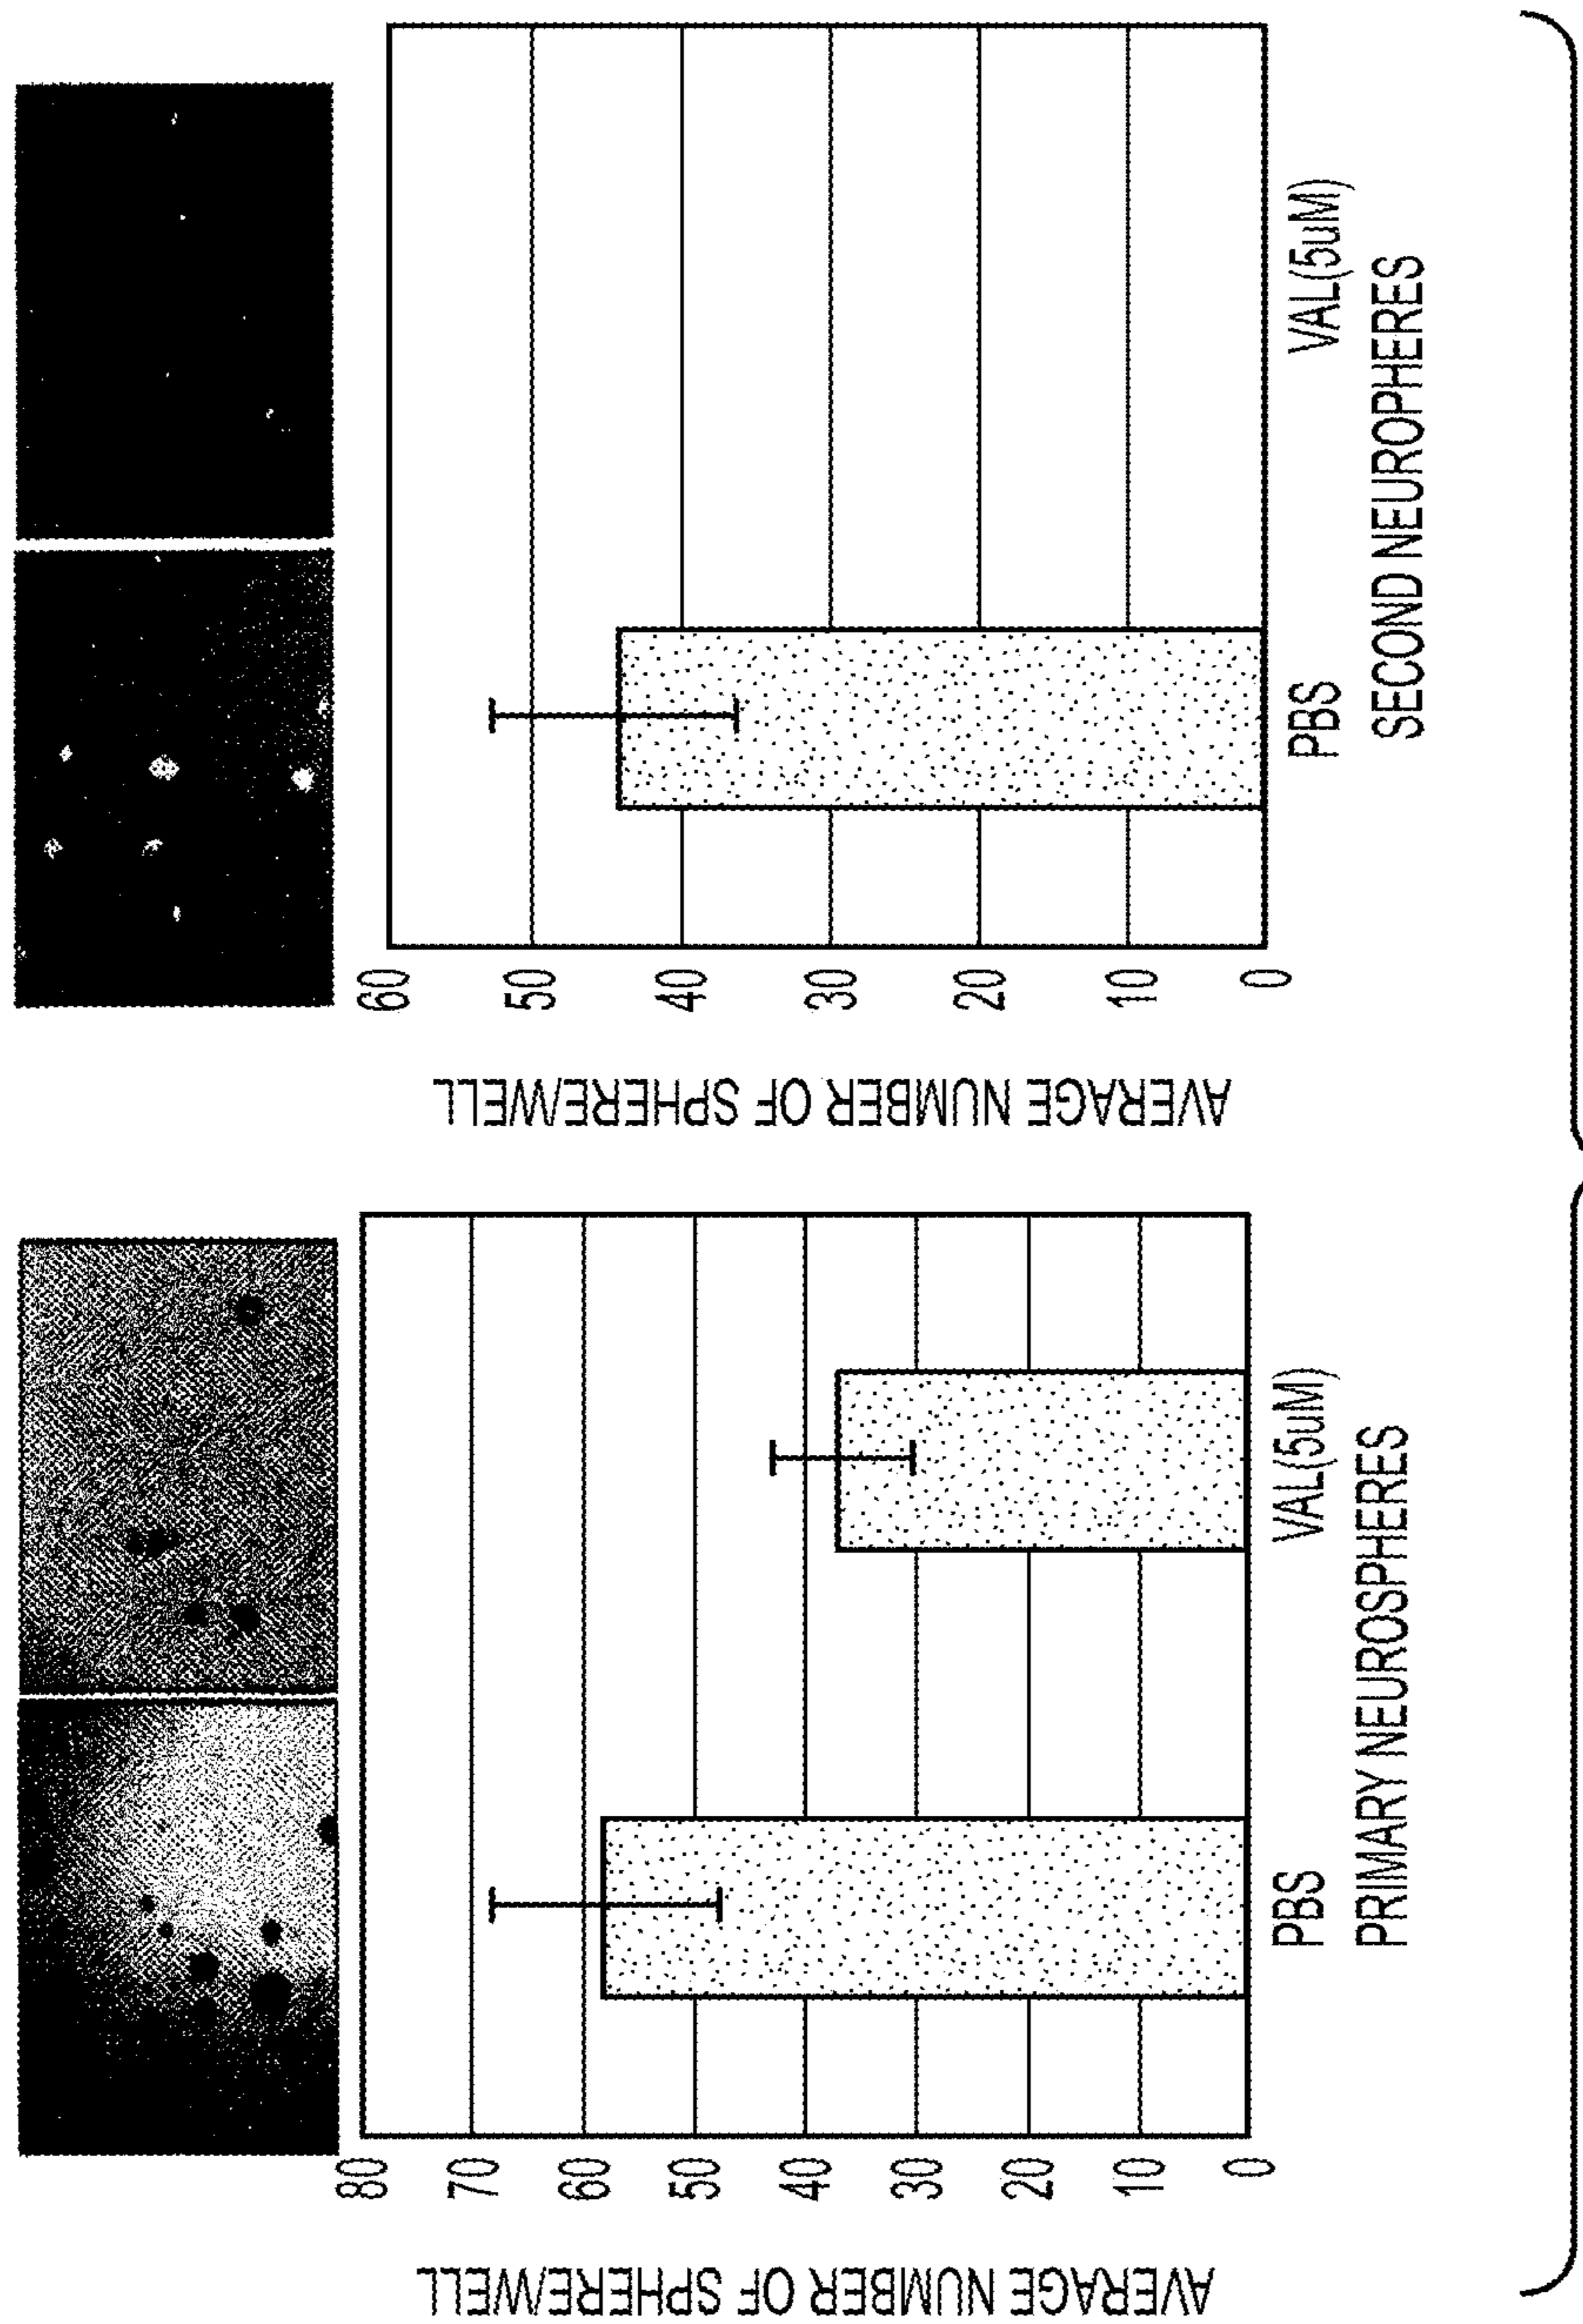 AVERAGE NUMBER OF SPHERE/WELL
80
70
60
50
40
30
20
10
0
PBS
VAL(5uM)
PRIMARY NEUROSPHERES
AVERAGE NUMBER OF SPHERE/WELL
60
50
40
30
20
10
0
PBS
VAL(5uM)
SECOND NEUROPHERES